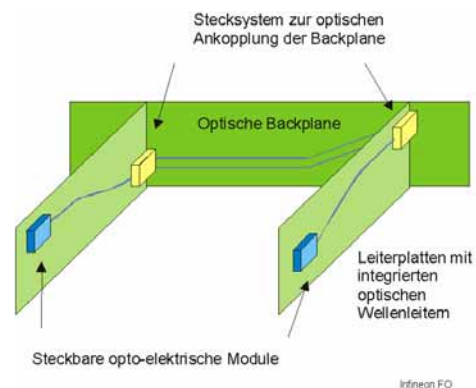 Stecksystem zur optischen
Ankopplung der Backplane
Optische Backplane
Leiterplatten mit
integrierten
optischen
Wellenleitern
Steckbare opto-elektrische Module
Infineon FO